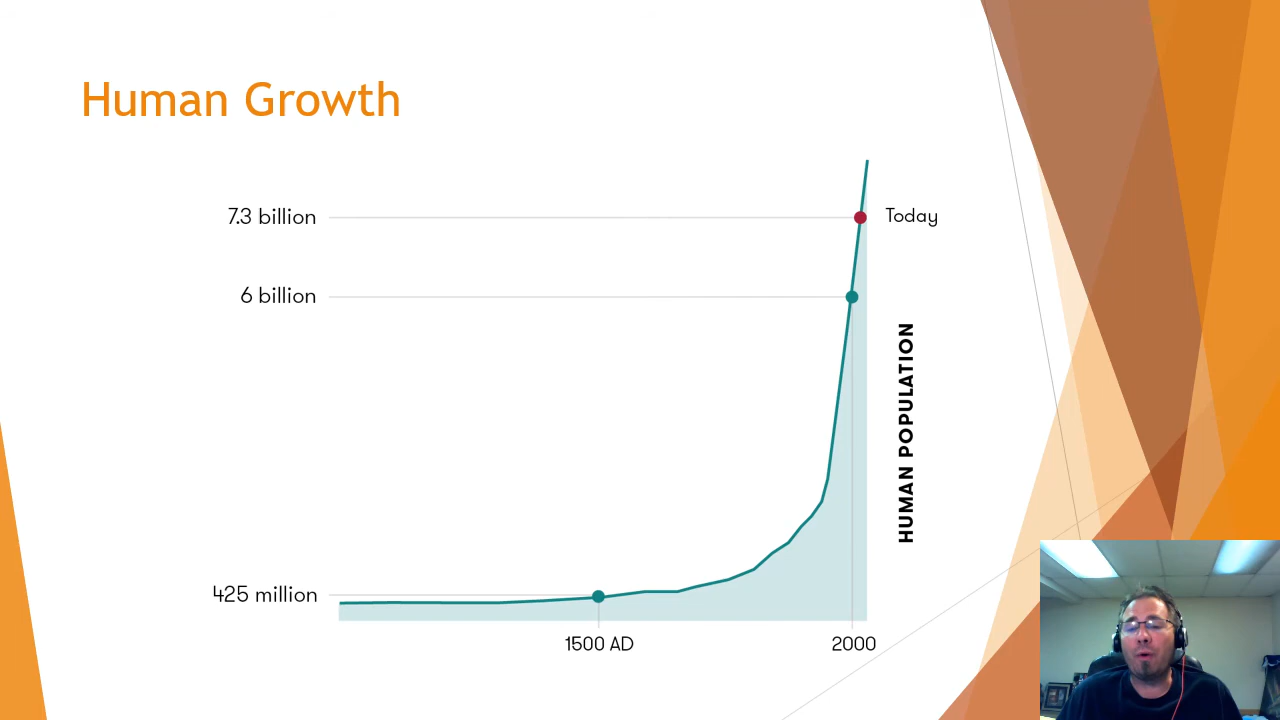 Human Growth
7.3 billion
Today
6 billion
HUMAN POPULATION
425 million
1500 AD
2000